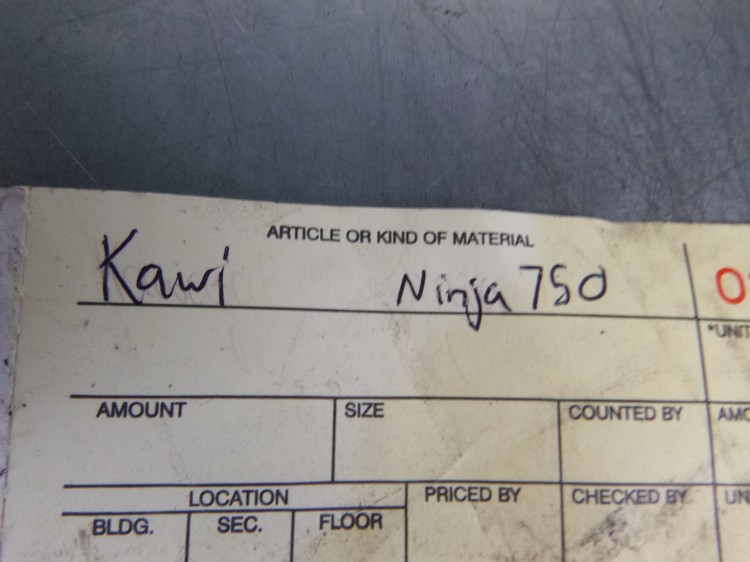 ARTICLE OR KIND OF MATERIAL
Kawi Ninja 750
*UNIT
AMOUNT SIZE COUNTED BY
LOCATION PRICED BY CHECKED BY
BLDG. SEC. FLOOR